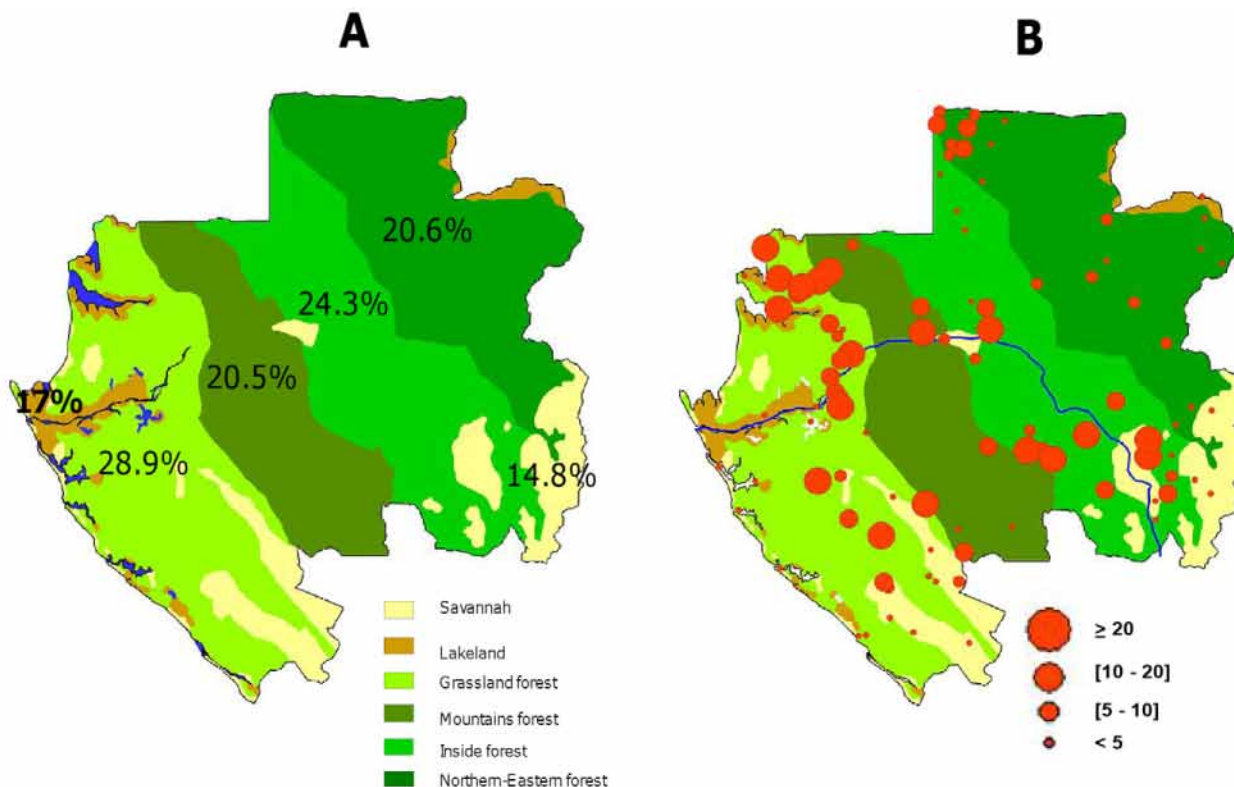 A
B
20.6%
24.3%
20.5%
17%
28.9%
14.8%
Savannah
Lakeland
Grassland forest
Mountains forest
Inside forest
Northern-Eastern forest
≥ 20
[10 - 20]
[5 - 10]
< 5